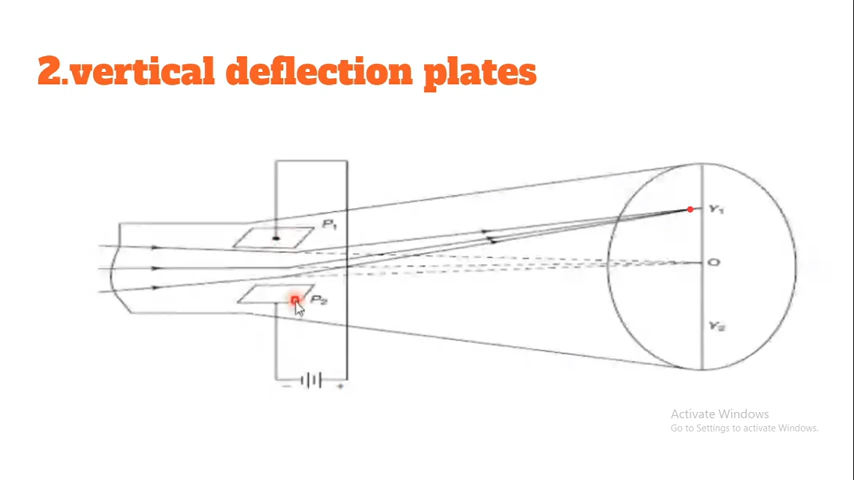 2.vertical deflection plates
P1
Y1
O
P2
Y2
- +
Activate Windows
Go to Settings to activate Windows.